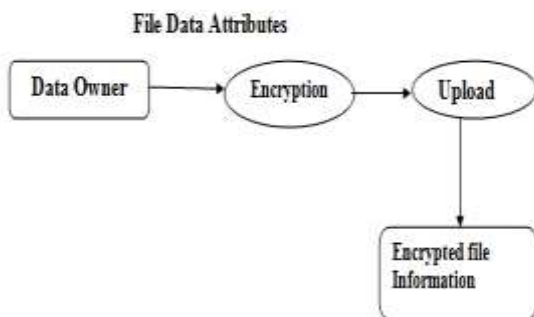 File Data Attributes
Data Owner
Encryption
Upload
Encrypted file
Information